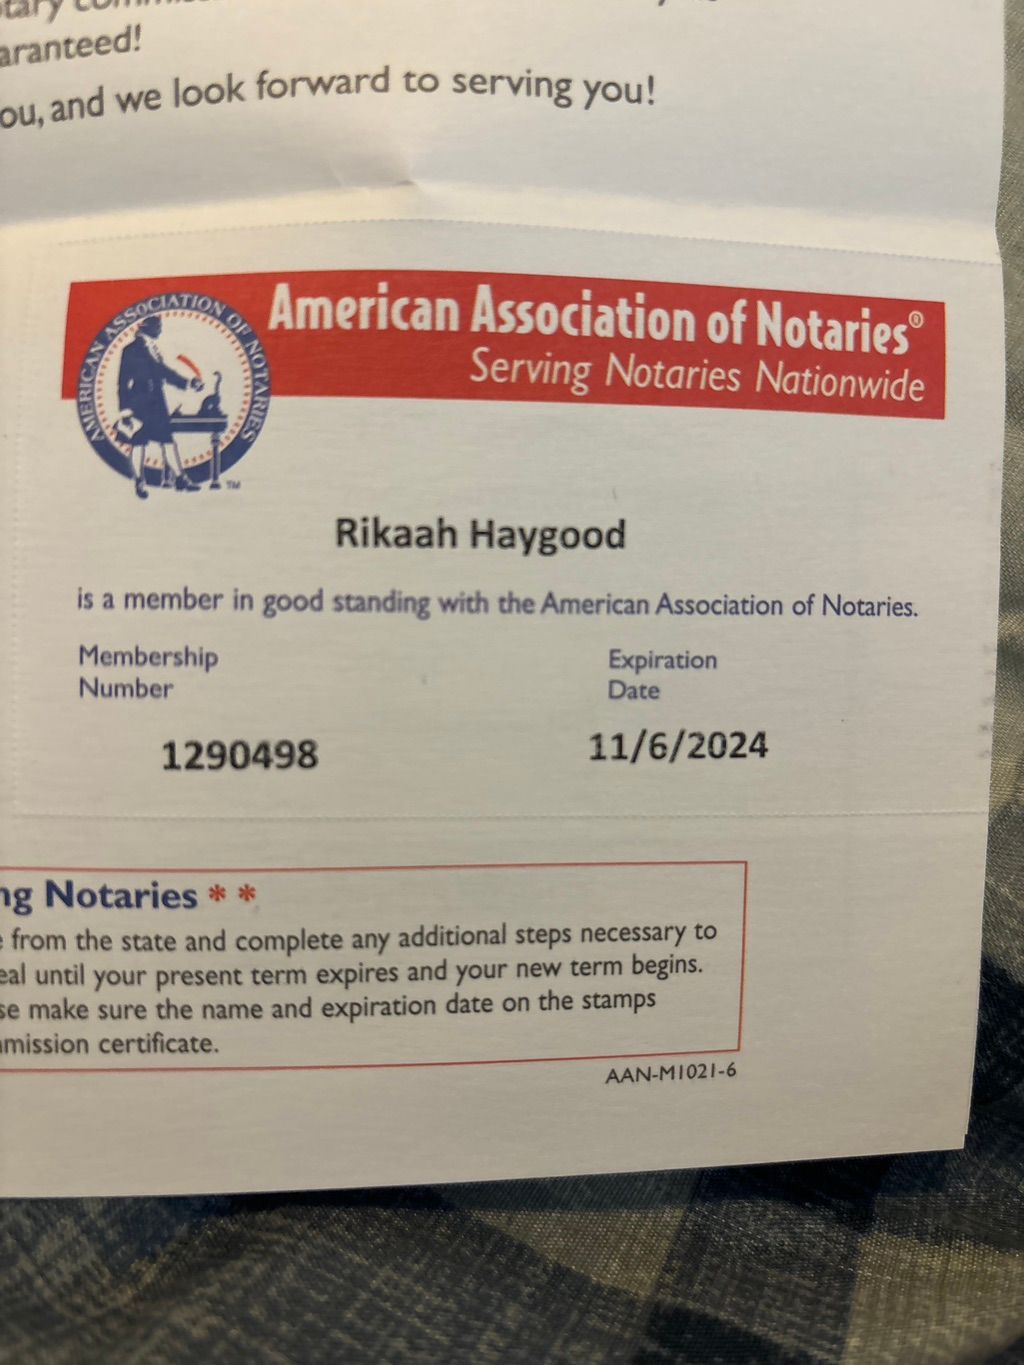 aranteed!
ou, and we look forward to serving you!
American Association of Notaries®
Serving Notaries Nationwide
AMERICAN ASSOCIATION OF NOTARIES
TM
Rikaah Haygood
is a member in good standing with the American Association of Notaries.
Membership Number
Expiration Date
1290498
11/6/2024
ng Notaries * *
e from the state and complete any additional steps necessary to
eal until your present term expires and your new term begins.
se make sure the name and expiration date on the stamps
mission certificate.
AAN-M1021-6